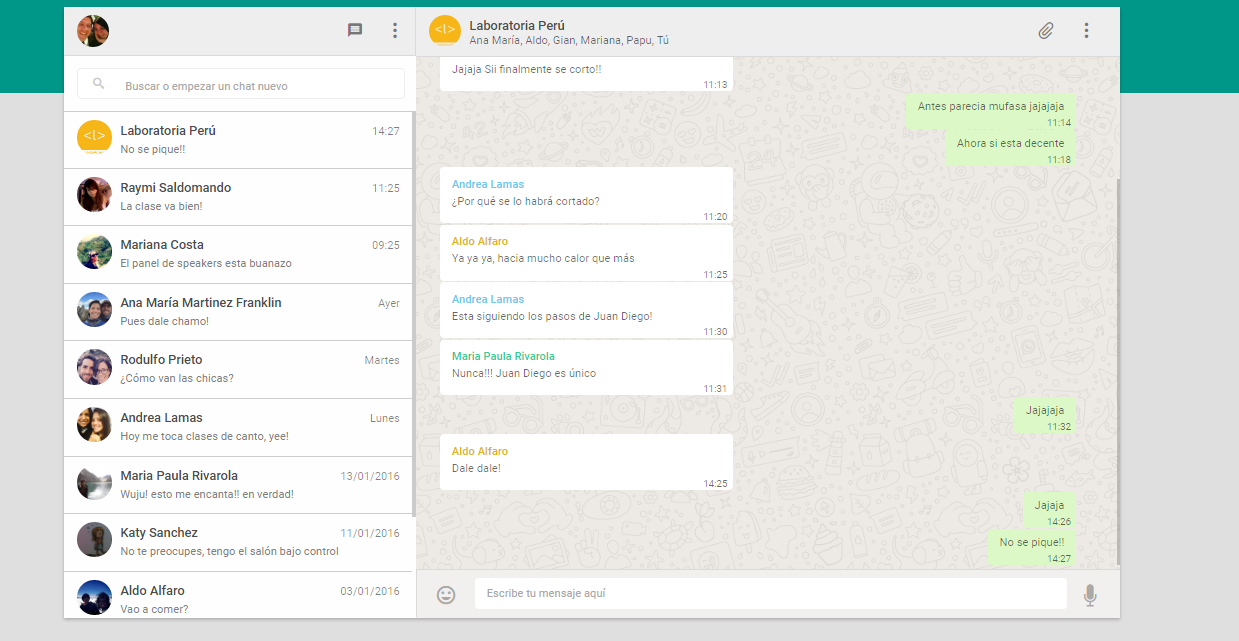 Buscar o empezar un chat nuevo
Laboratoria Perú 14:27
No se pique!!
Raymi Saldomando 11:25
La clase va bien!
Mariana Costa 09:25
El panel de speakers esta buanazo
Ana María Martinez Franklin Ayer
Pues dale chamo!
Rodulfo Prieto Martes
¿Cómo van las chicas?
Andrea Lamas Lunes
Hoy me toca clases de canto, yee!
Maria Paula Rivarola 13/01/2016
Wuju! esto me encanta!! en verdad!
Katy Sanchez 11/01/2016
No te preocupes, tengo el salón bajo control
Aldo Alfaro 03/01/2016
Vao a comer?
<l>
Laboratoria Perú
Ana María, Aldo, Gian, Mariana, Papu, Tú
Jajaja Sii finalmente se corto!!
11:13
Antes parecia mufasa jajajaja
11:14
Ahora si esta decente
11:18
Andrea Lamas
¿Por qué se lo habrá cortado?
11:20
Aldo Alfaro
Ya ya ya, hacia mucho calor que más
11:25
Andrea Lamas
Esta siguiendo los pasos de Juan Diego!
11:30
Maria Paula Rivarola
Nunca!!! Juan Diego es único
11:31
Jajajaja
11:32
Aldo Alfaro
Dale dale!
14:25
Jajaja
14:26
No se pique!!
14:27
Escribe tu mensaje aquí